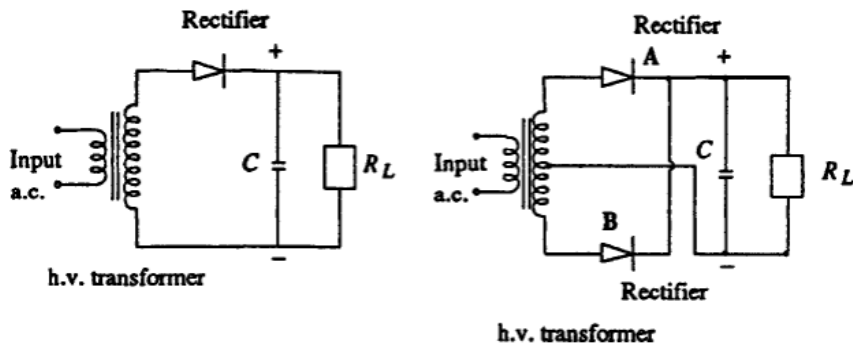 Rectifier
+
Input
a.c.
C
R_L
−
h.v. transformer
Rectifier
A
+
Input
a.c.
C
R_L
B
−
Rectifier
h.v. transformer